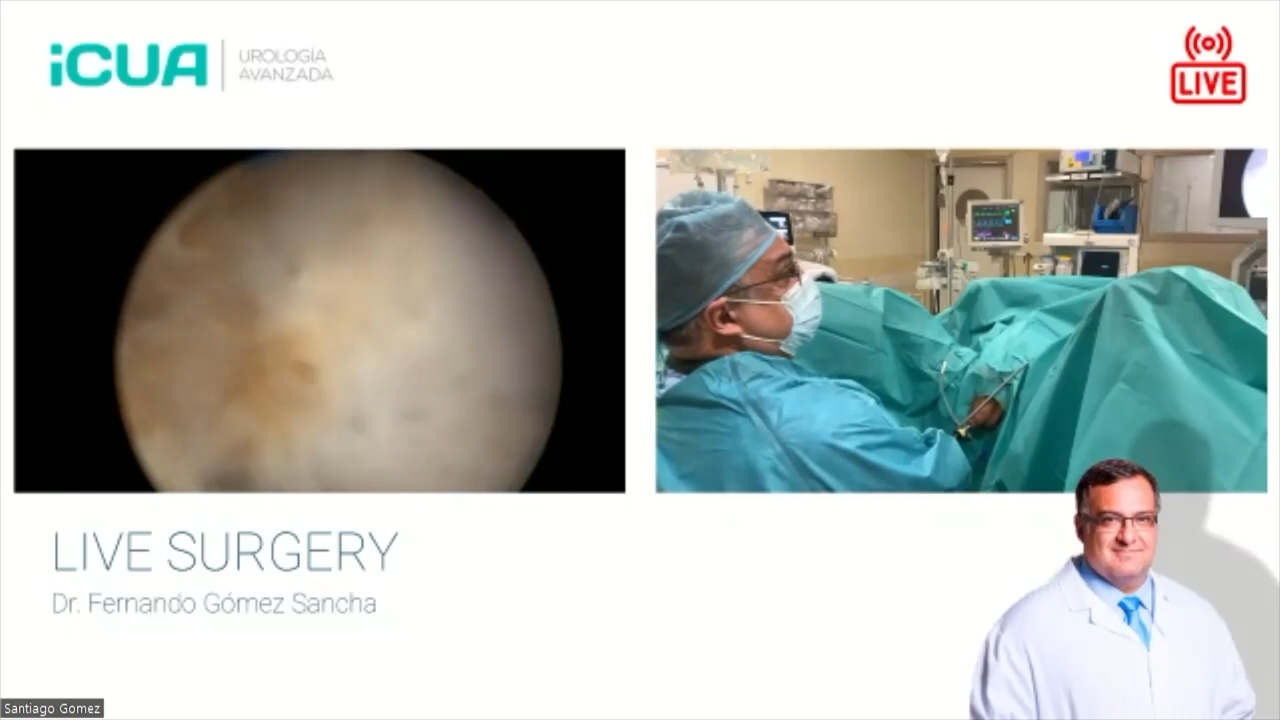 iCUA
UROLOGÍA
AVANZADA
LIVE
LIVE SURGERY
Dr. Fernando Gómez Sancha
Santiago Gomez